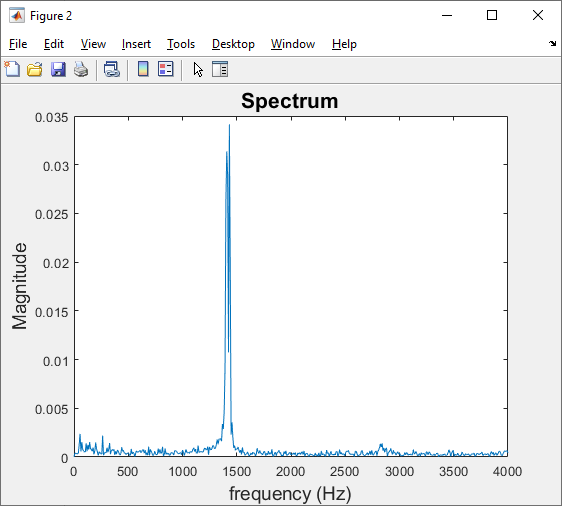 Figure 2
File Edit View Insert Tools Desktop Window Help
Spectrum
0.035
0.03
0.025
0.02
0.015
0.01
0.005
0
Magnitude
0 500 1000 1500 2000 2500 3000 3500 4000
frequency (Hz)